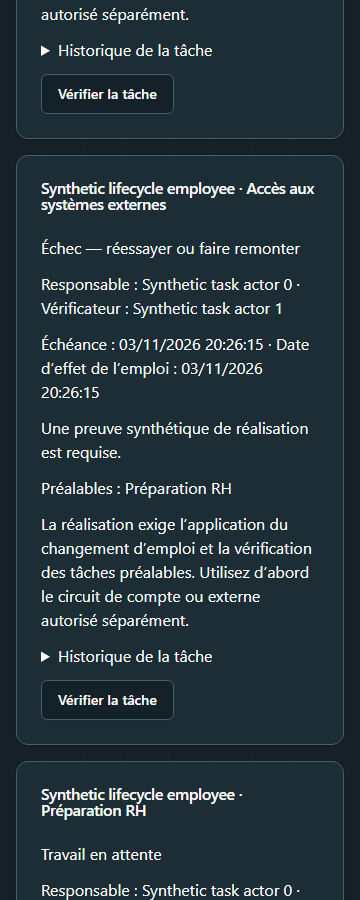 autorisé séparément.
▶ Historique de la tâche
Vérifier la tâche
Synthetic lifecycle employee · Accès aux
systèmes externes
Échec — réessayer ou faire remonter
Responsable : Synthetic task actor 0 ·
Vérificateur : Synthetic task actor 1
Échéance : 03/11/2026 20:26:15 · Date
d’effet de l’emploi : 03/11/2026
20:26:15
Une preuve synthétique de réalisation
est requise.
Préalables : Préparation RH
La réalisation exige l’application du
changement d’emploi et la vérification
des tâches préalables. Utilisez d’abord
le circuit de compte ou externe
autorisé séparément.
▶ Historique de la tâche
Vérifier la tâche
Synthetic lifecycle employee ·
Préparation RH
Travail en attente
Responsable : Synthetic task actor 0 ·